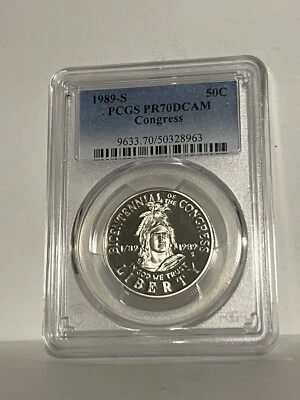 1989-S 50C
PCGS PR70DCAM
Congress
9633.70/50328963
BICENTENNIAL OF THE CONGRESS
1789 1989
S
IN GOD WE TRUST
LIBERTY